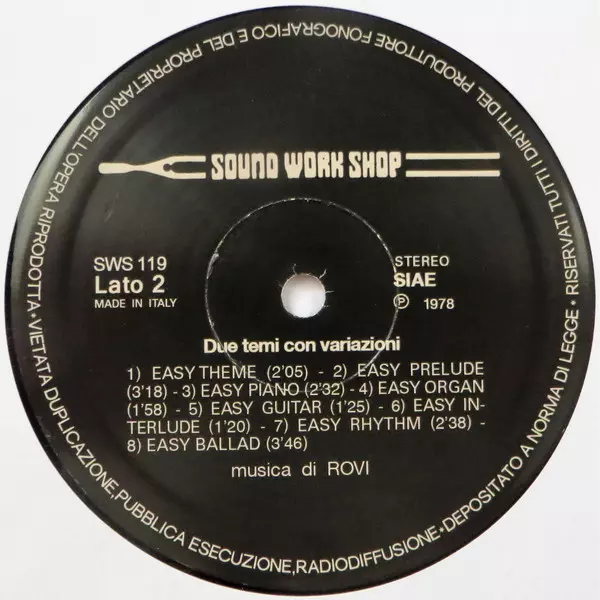 SOUND WORK SHOP
SWS 119
Lato 2
MADE IN ITALY
STEREO
SIAE
Ⓟ 1978
Due temi con variazioni
1) EASY THEME (2'05) - 2) EASY PRELUDE
(3'18) - 3) EASY PIANO (2'32) - 4) EASY ORGAN
(1'58) - 5) EASY GUITAR (1'25) - 6) EASY IN-
TERLUDE (1'20) - 7) EASY RHYTHM (2'38) -
8) EASY BALLAD (3'46)
musica di ROVI
RISERVATI TUTTI I DIRITTI DEL PRODUTTORE FONOGRAFICO E DEL PROPRIETARIO DELL'OPERA RIPRODOTTA • VIETATA DUPLICAZIONE, PUBBLICA ESECUZIONE, RADIODIFFUSIONE • DEPOSITATO A NORMA DI LEGGE •